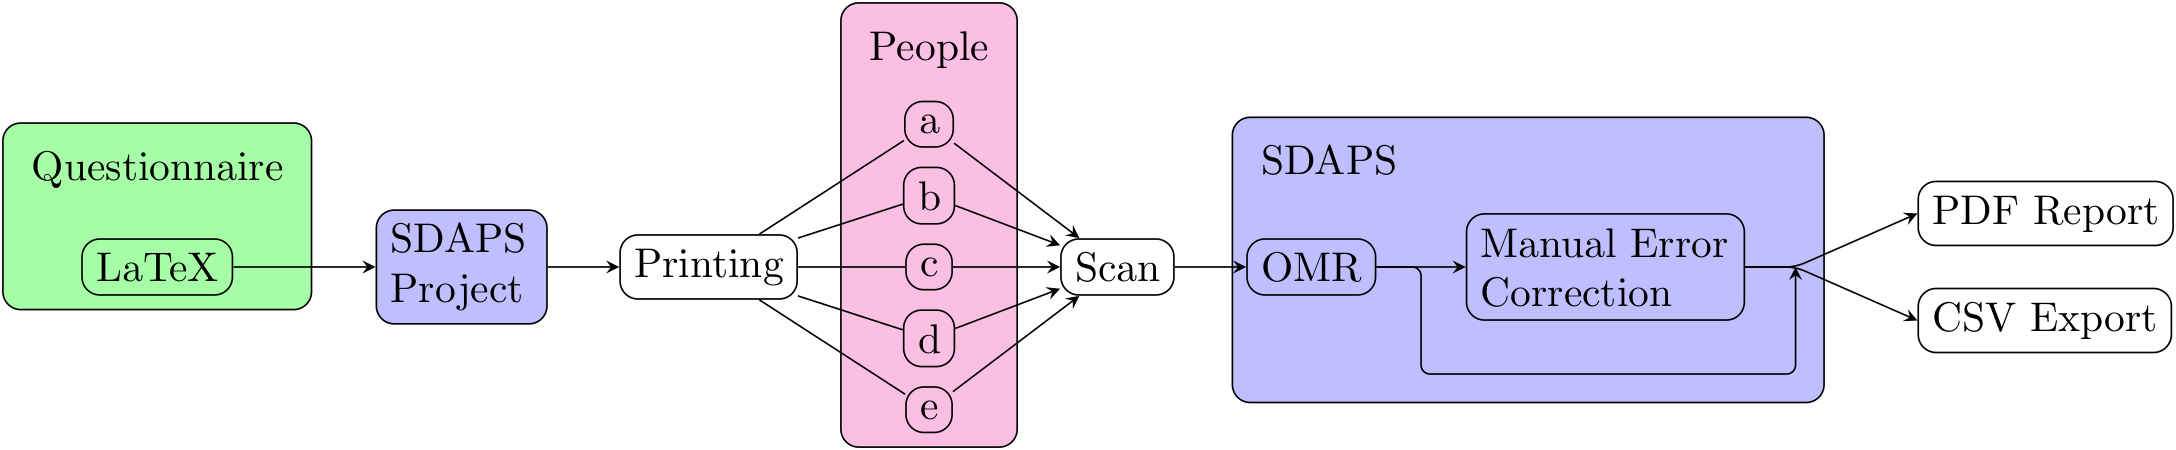 Questionnaire
LaTeX
SDAPS
Project
Printing
People
a
b
c
d
e
Scan
SDAPS
OMR
Manual Error
Correction
PDF Report
CSV Export